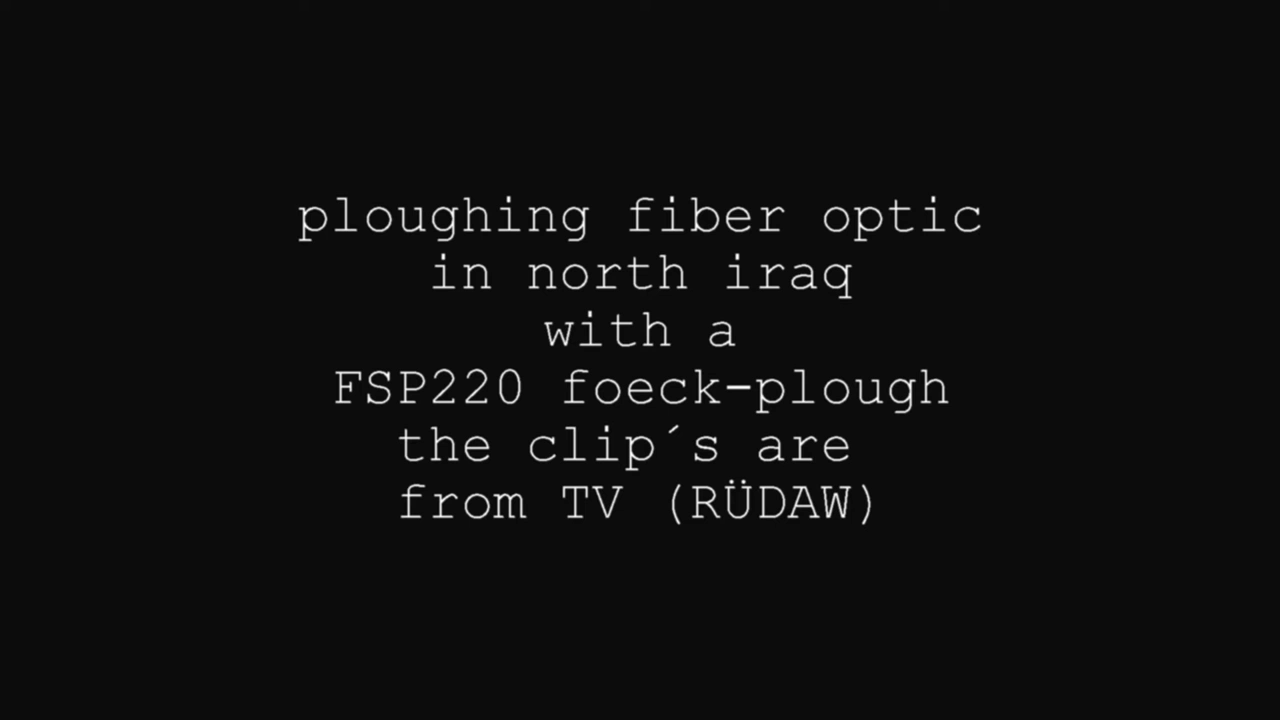 ploughing fiber optic
in north iraq
with a
FSP220 foeck-plough
the clip´s are
from TV (RÜDAW)